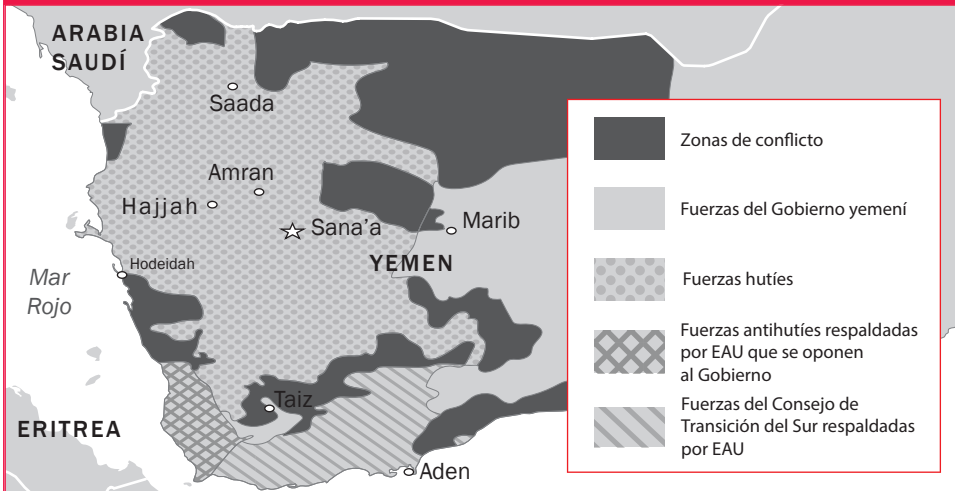 ARABIA
SAUDÍ
Saada
Amran
Hajjah
Sana’a
Marib
YEMEN
Hodeidah
Mar
Rojo
Taiz
ERITREA
Aden
Zonas de conflicto
Fuerzas del Gobierno yemení
Fuerzas hutíes
Fuerzas antihutíes respaldadas
por EAU que se oponen
al Gobierno
Fuerzas del Consejo de
Transición del Sur respaldadas
por EAU